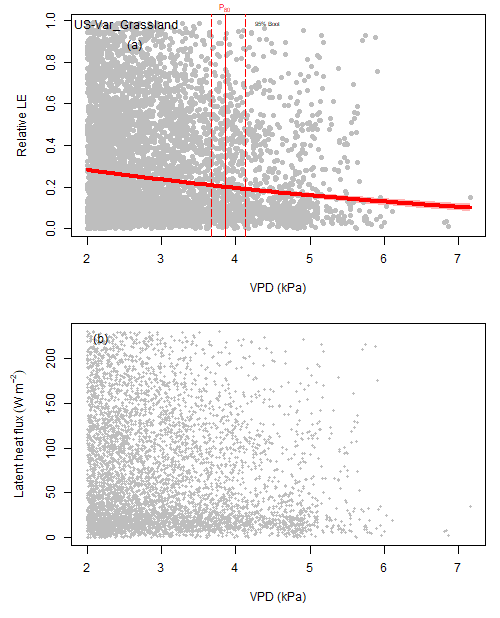 P80
US-Var_Grassland
95% Boot
(a)
Relative LE
0.0 0.2 0.4 0.6 0.8 1.0
2 3 4 5 6 7
VPD (kPa)
(b)
Latent heat flux (W m⁻²)
0 50 100 150 200
2 3 4 5 6 7
VPD (kPa)